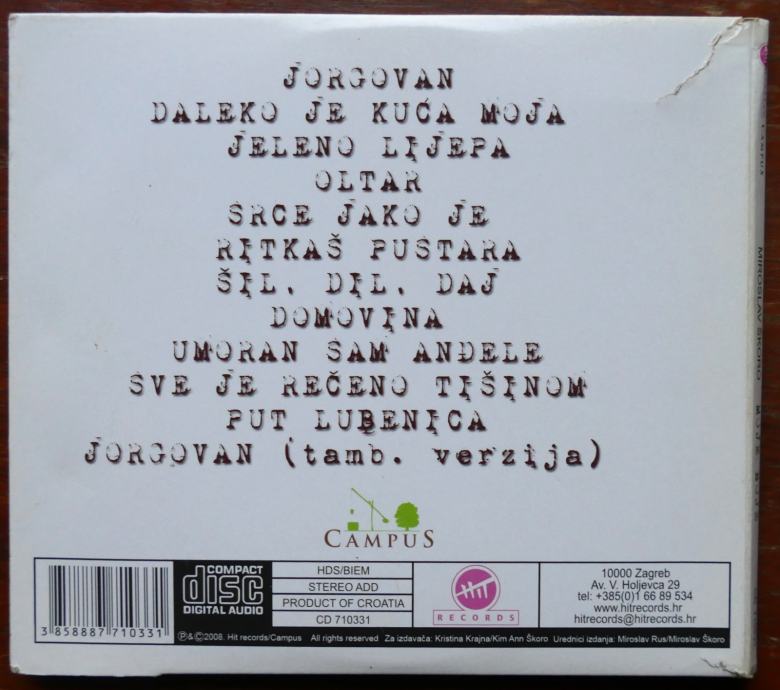 JORGOVAN
DALEKO JE KUĆA MOJA
JELENO LIJEPA
OLTAR
SRCE JAKO JE
RITKAŠ PUSTARA
ŠIL, DIL, DAJ
DOMOVINA
UMORAN SAM ANĐELE
SVE JE REČENO TIŠINOM
PUT LUBENICA
JORGOVAN (tamb. verzija)
CAMPUS
3 858887 710331
COMPACT
disc
DIGITAL AUDIO
HDS/BIEM
STEREO ADD
PRODUCT OF CROATIA
CD 710331
HIT
RECORDS
10000 Zagreb
Av. V. Holjevca 29
tel: +385(0)1 66 89 534
www.hitrecords.hr
hitrecords@hitrecords.hr
℗&©2008. Hit records/Campus All rights reserved Za izdavača: Kristina Krajna/Kim Ann Škoro Urednici izdanja: Miroslav Rus/Miroslav Škoro
MIROSLAV ŠKORO MOJE BOJE